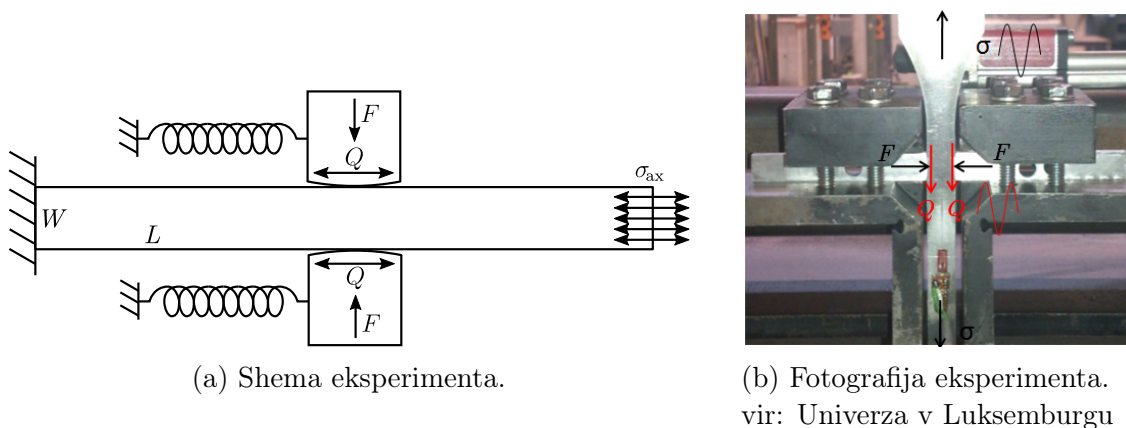 F
Q
σax
W
L
Q
F
(a) Shema eksperimenta.
σ
F
F
Q
Q
σ
(b) Fotografija eksperimenta.
vir: Univerza v Luksemburgu